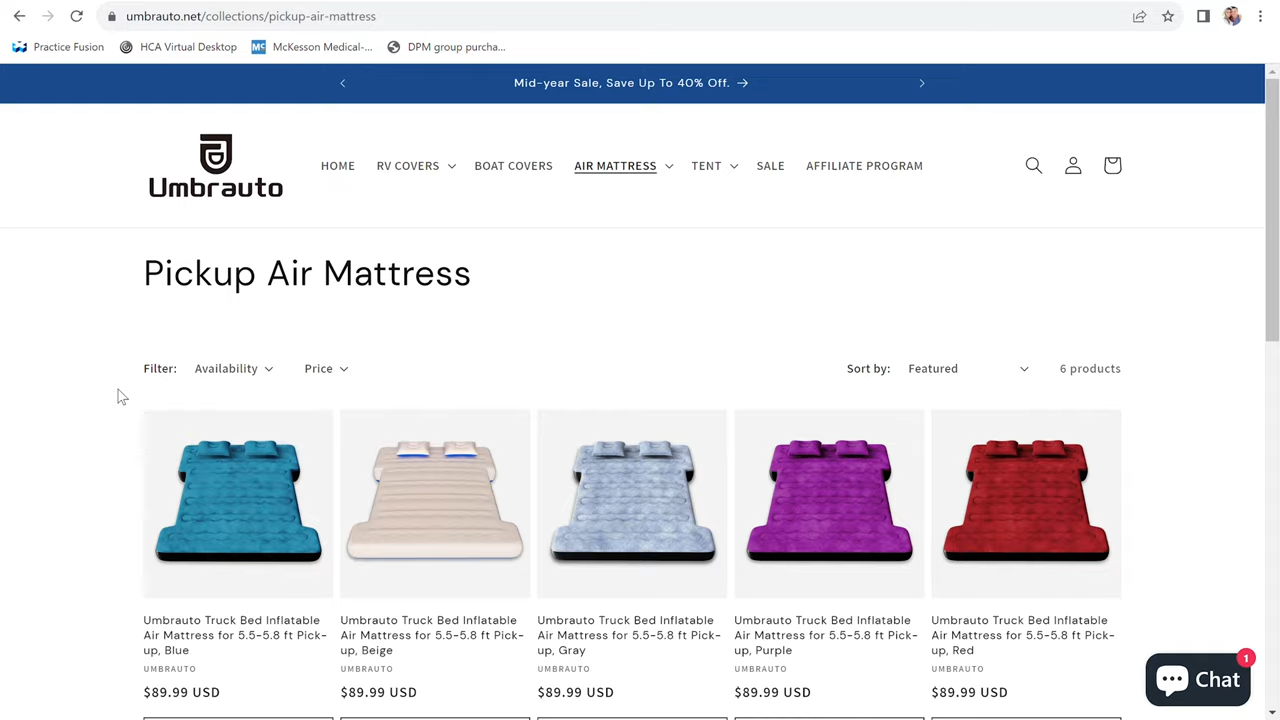 umbrauto.net/collections/pickup-air-mattress
Practice Fusion
HCA Virtual Desktop
MC
McKesson Medical-...
DPM group purcha...
Mid-year Sale, Save Up To 40% Off. →
Umbrauto
HOME
RV COVERS
BOAT COVERS
AIR MATTRESS
TENT
SALE
AFFILIATE PROGRAM
Pickup Air Mattress
Filter:
Availability
Price
Sort by:
Featured
6 products
Umbrauto Truck Bed Inflatable
Air Mattress for 5.5-5.8 ft Pick-
up, Blue
UMBRAUTO
$89.99 USD
Umbrauto Truck Bed Inflatable
Air Mattress for 5.5-5.8 ft Pick-
up, Beige
UMBRAUTO
$89.99 USD
Umbrauto Truck Bed Inflatable
Air Mattress for 5.5-5.8 ft Pick-
up, Gray
UMBRAUTO
$89.99 USD
Umbrauto Truck Bed Inflatable
Air Mattress for 5.5-5.8 ft Pick-
up, Purple
UMBRAUTO
$89.99 USD
Umbrauto Truck Bed Inflatable
Air Mattress for 5.5-5.8 ft Pick-
up, Red
UMBRAUTO
$89.99 USD
Chat
1